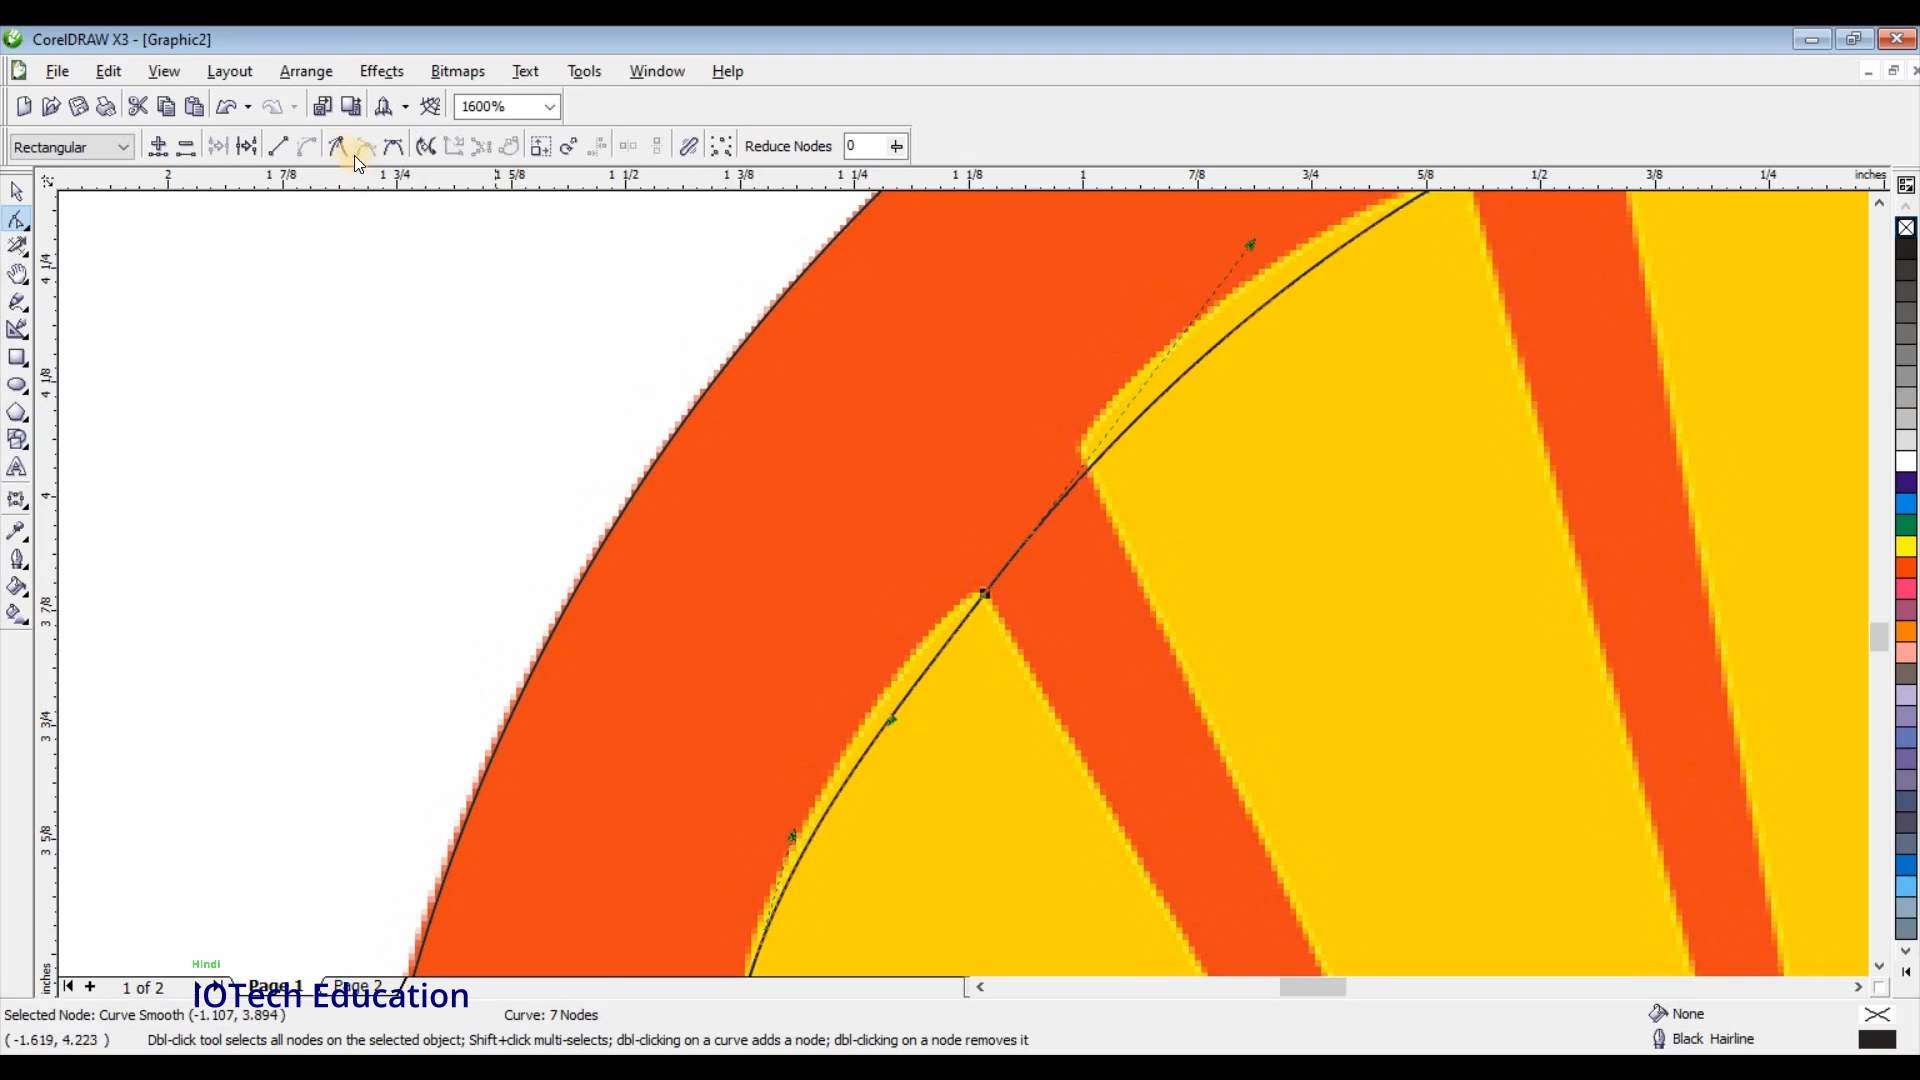 CorelDRAW X3 - [Graphic2]
File Edit View Layout Arrange Effects Bitmaps Text Tools Window Help
1600%
Rectangular Reduce Nodes 0
2 1 7/8 1 3/4 1 5/8 1 1/2 1 3/8 1 1/4 1 1/8 1 7/8 3/4 5/8 1/2 3/8 1/4 inches
4 1/4
4 1/8
4
3 7/8
3 3/4
3 5/8
inches
Hindi
1 of 2 Page 1 Page 2
IOTech Education
Selected Node: Curve Smooth (-1.107, 3.894) Curve: 7 Nodes None
(-1.619, 4.223 ) Dbl-click tool selects all nodes on the selected object; Shift+click multi-selects; dbl-clicking on a curve adds a node; dbl-clicking on a node removes it Black Hairline